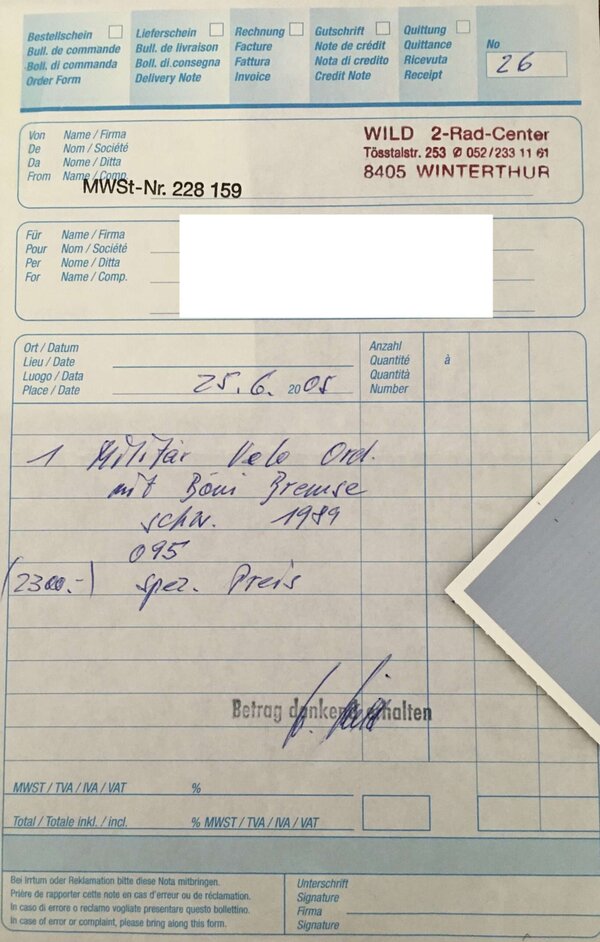 Bestellschein
Bull. de commande
Boll. di comanda
Order Form
Lieferschein
Bull. de livraison
Boll. di consegna
Delivery Note
Rechnung
Facture
Fattura
Invoice
Gutschrift
Note de crédit
Nota di credito
Credit Note
Quittung
Quittance
Ricevuta
Receipt
No
26
Von Name / Firma
De Nom / Société
Da Nome / Ditta
From Name / Comp.
MWSt-Nr. 228 159
WILD 2-Rad-Center
Tösstalstr. 253 Ø 052/233 11 61
8405 WINTERTHUR
Für Name / Firma
Pour Nom / Société
Per Nome / Ditta
For Name / Comp.
Ort / Datum
Lieu / Date
Luogo / Data
Place / Date
25.6. 2005
Anzahl
Quantité
Quantità
Number
à
1 Militär Velo Ord.
mit Böni Bremse
schw. 1989
095
(2300.-) spez. Preis
Betrag dankend erhalten
MWST / TVA / IVA / VAT %
Total / Totale inkl. / incl. % MWST / TVA / IVA / VAT
Bei Irrtum oder Reklamation bitte diese Nota mitbringen.
Prière de rapporter cette note en cas d'erreur ou de réclamation.
In caso di errore o reclamo vogliate presentare questo bollettino.
In case of error or complaint, please bring along this form.
Unterschrift
Signature
Firma
Signature